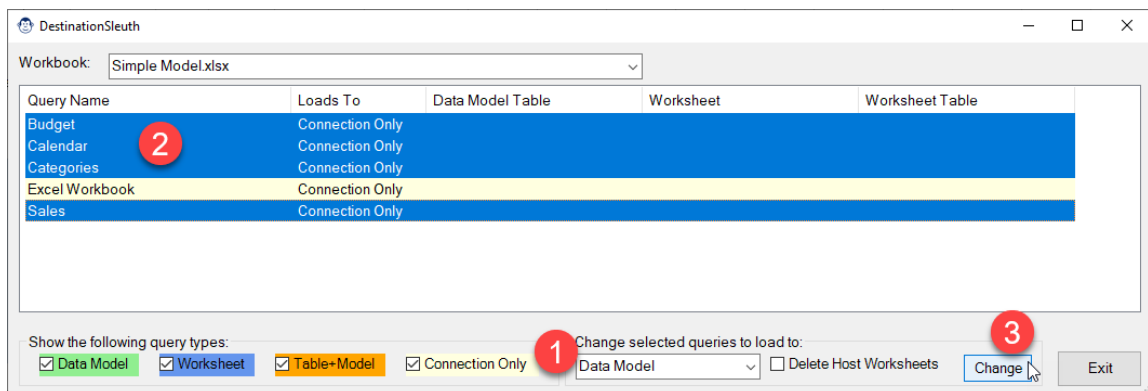 DestinationSleuth
Workbook: Simple Model.xlsx
Query Name Loads To Data Model Table Worksheet Worksheet Table
Budget Connection Only
Calendar Connection Only
2
Categories Connection Only
Excel Workbook Connection Only
Sales Connection Only
Show the following query types: Change selected queries to load to:
1 3
Data Model Worksheet Table+Model Connection Only Data Model Delete Host Worksheets Change Exit